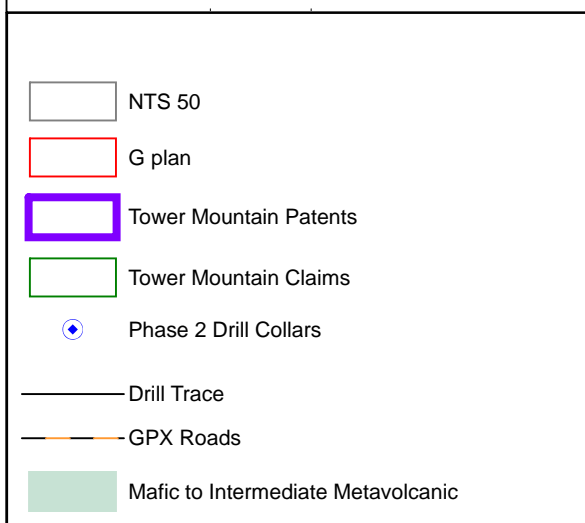 NTS 50
G plan
Tower Mountain Patents
Tower Mountain Claims
Phase 2 Drill Collars
Drill Trace
GPX Roads
Mafic to Intermediate Metavolcanic